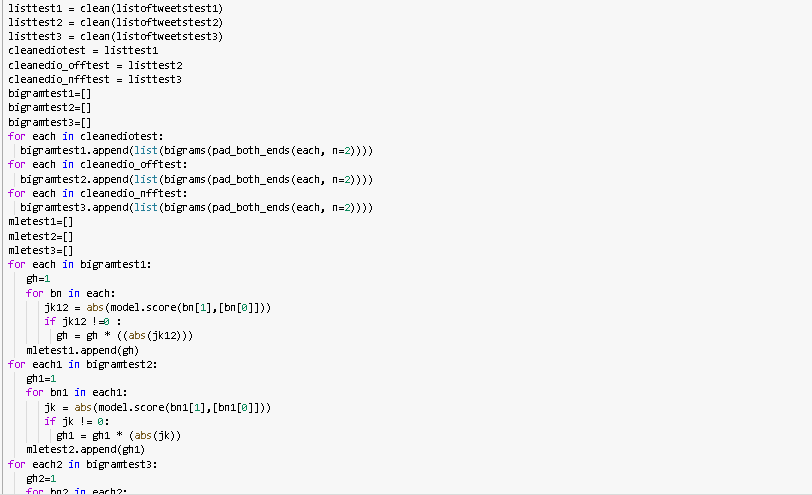 listtest1 = clean(listoftweetstest1)
listtest2 = clean(listoftweetstest2)
listtest3 = clean(listoftweetstest3)
cleanediotest = listtest1
cleanedio_offtest = listtest2
cleanedio_nfftest = listtest3
bigramtest1=[]
bigramtest2=[]
bigramtest3=[]
for each in cleanediotest:
  bigramtest1.append(list(bigrams(pad_both_ends(each, n=2))))
for each in cleanedio_offtest:
  bigramtest2.append(list(bigrams(pad_both_ends(each, n=2))))
for each in cleanedio_nfftest:
  bigramtest3.append(list(bigrams(pad_both_ends(each, n=2))))
mletest1=[]
mletest2=[]
mletest3=[]
for each in bigramtest1:
   gh=1
   for bn in each:
      jk12 = abs(model.score(bn[1],[bn[0]]))
      if jk12 !=0 :
        gh = gh * ((abs(jk12)))
   mletest1.append(gh)
for each1 in bigramtest2:
   gh1=1
   for bn1 in each1:
      jk = abs(model.score(bn1[1],[bn1[0]]))
      if jk != 0:
        gh1 = gh1 * (abs(jk))
   mletest2.append(gh1)
for each2 in bigramtest3:
   gh2=1
   for bn2 in each2: